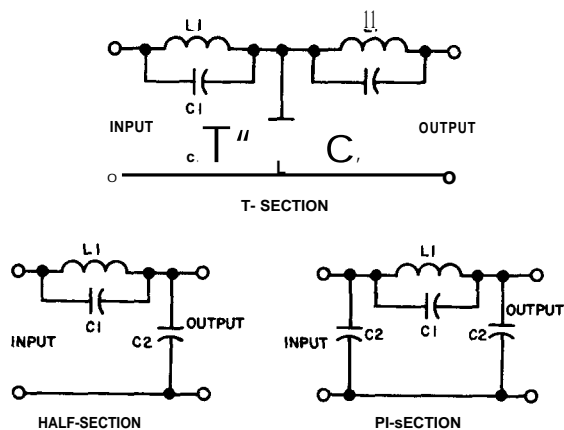 L1 ll
C1
INPUT OUTPUT
c. T" C,
T- SECTION
L1 L1
C1 C1
INPUT C2 OUTPUT INPUT C2 C2 OUTPUT
HALF-SECTION PI-sECTION